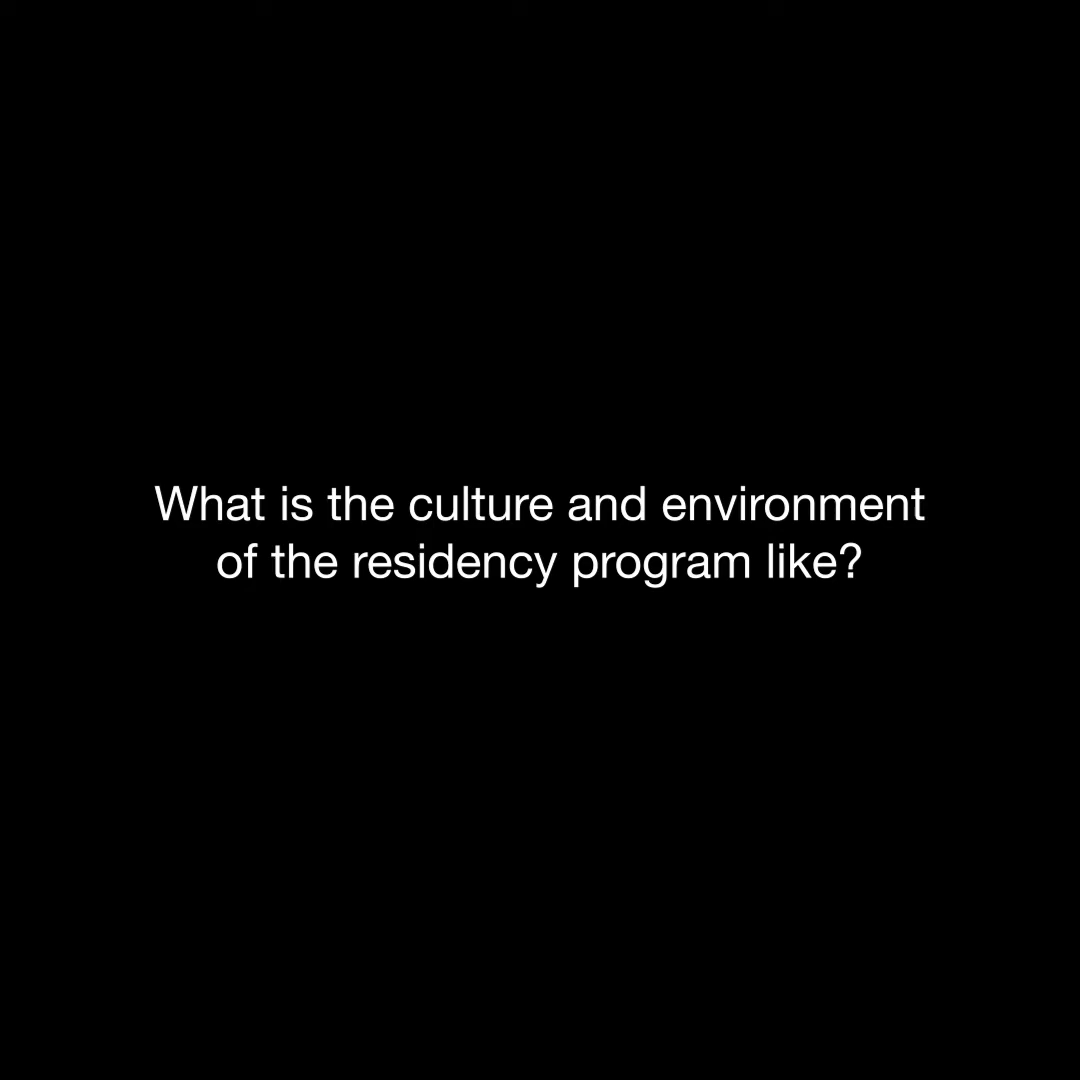 What is the culture and environment
of the residency program like?